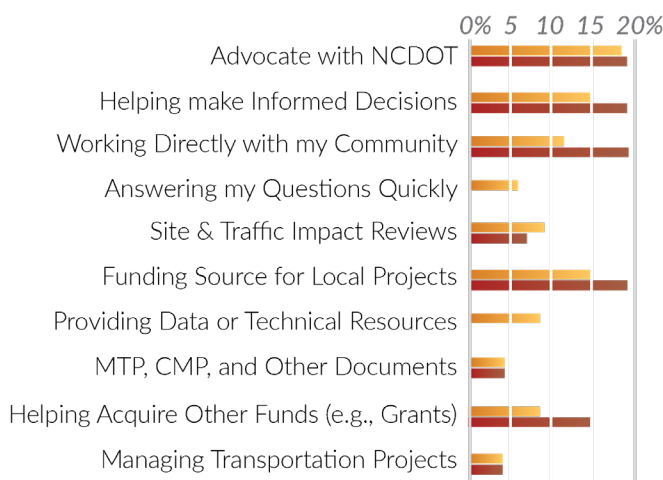 0% 5 10 15 20%
Advocate with NCDOT
Helping make Informed Decisions
Working Directly with my Community
Answering my Questions Quickly
Site & Traffic Impact Reviews
Funding Source for Local Projects
Providing Data or Technical Resources
MTP, CMP, and Other Documents
Helping Acquire Other Funds (e.g., Grants)
Managing Transportation Projects